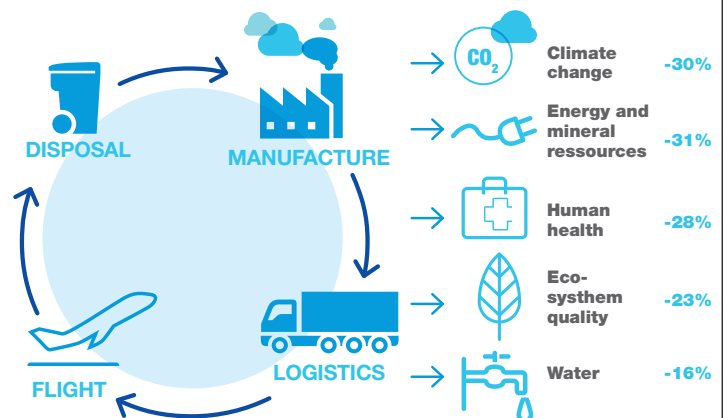 DISPOSAL
MANUFACTURE
LOGISTICS
FLIGHT
CO2
Climate
change
-30%
Energy and
mineral
ressources
-31%
Human
health
-28%
Eco-
systhem
quality
-23%
Water
-16%